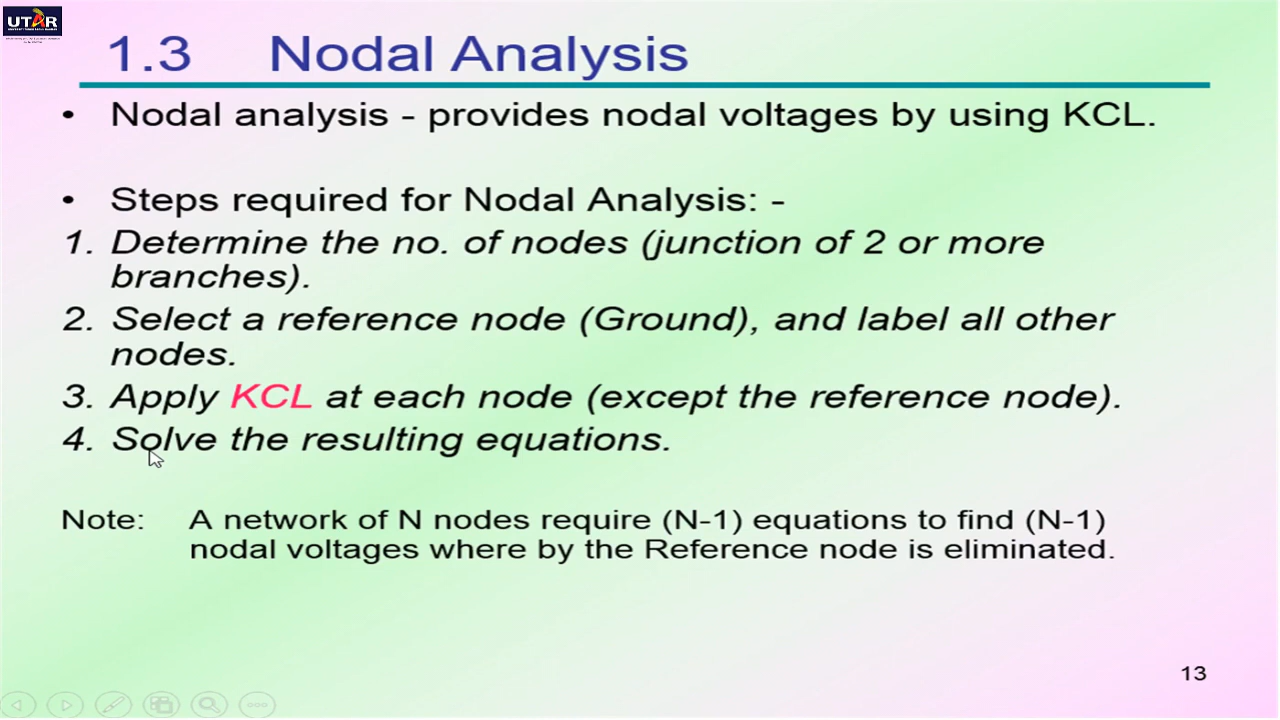 UTAR
1.3 Nodal Analysis
• Nodal analysis - provides nodal voltages by using KCL.
• Steps required for Nodal Analysis: -
1. Determine the no. of nodes (junction of 2 or more
branches).
2. Select a reference node (Ground), and label all other
nodes.
3. Apply KCL at each node (except the reference node).
4. Solve the resulting equations.
Note: A network of N nodes require (N-1) equations to find (N-1)
nodal voltages where by the Reference node is eliminated.
13